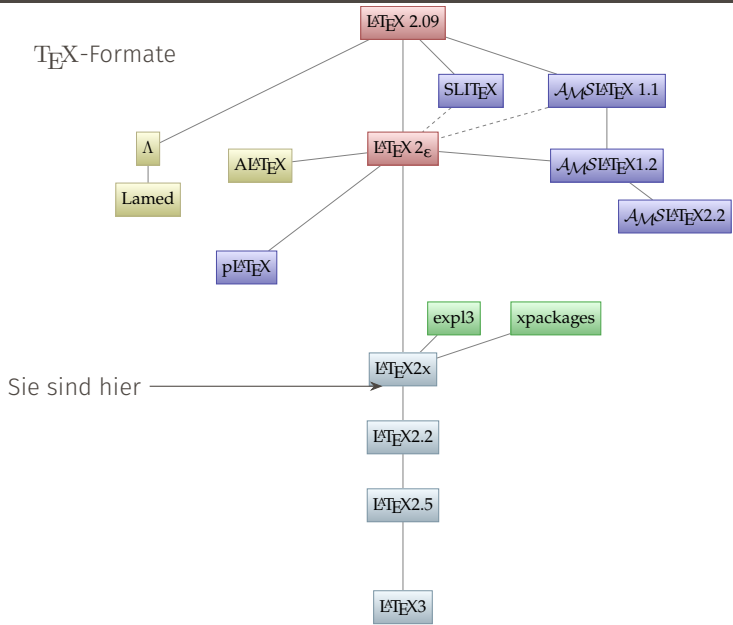 LATEX 2.09
TEX-Formate
SLITEX
AMSLATEX 1.1
Λ
ALATEX
LATEX 2ε
AMSLATEX1.2
Lamed
AMSLATEX2.2
pLATEX
expl3
xpackages
LATEX2x
Sie sind hier
LATEX2.2
LATEX2.5
LATEX3